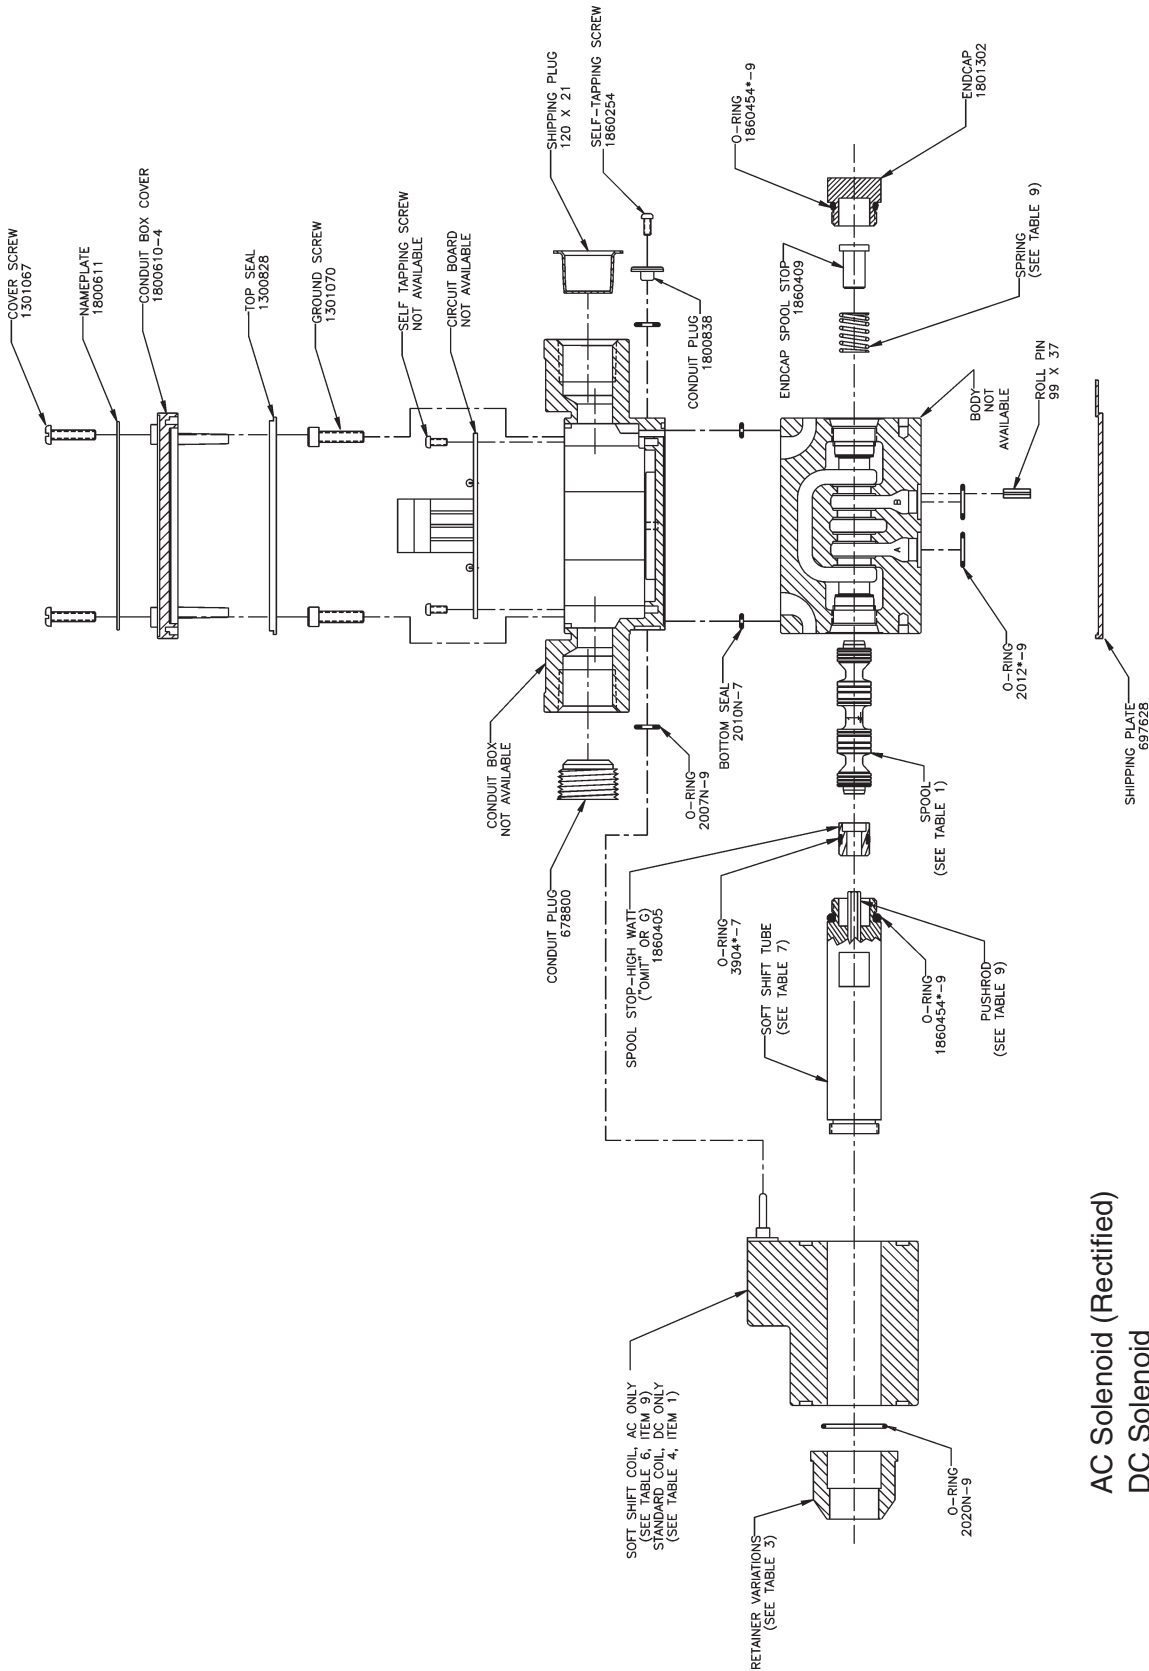 COVER SCREW
1301067
NAMEPLATE
1800611
CONDUIT BOX COVER
1800610-4
TOP SEAL
1300828
GROUND SCREW
1301070
SELF TAPPING SCREW
NOT AVAILABLE
CIRCUIT BOARD
NOT AVAILABLE
SHIPPING PLUG
120 X 21
SELF-TAPPING SCREW
1860254
CONDUIT PLUG
1800838
O-RING
1860454*-9
ENDCAP
1801302
ENDCAP SPOOL STOP
1860409
SPRING
(SEE TABLE 9)
BODY
NOT
AVAILABLE
ROLL PIN
99 X 37
A
B
CONDUIT BOX
NOT AVAILABLE
CONDUIT PLUG
678800
O-RING
2007N-9
BOTTOM SEAL
2010N-7
O-RING
2012*-9
SHIPPING PLATE
697628
SPOOL STOP-HIGH WATT
("OMIT" OR G)
1860405
O-RING
3904*-7
SPOOL
(SEE TABLE 1)
SOFT SHIFT TUBE
(SEE TABLE 7)
O-RING
1860454*-9
PUSHROD
(SEE TABLE 9)
SOFT SHIFT COIL, AC ONLY
(SEE TABLE 6, ITEM 9)
STANDARD COIL, DC ONLY
(SEE TABLE 4, ITEM 1)
RETAINER VARIATIONS
(SEE TABLE 3)
O-RING
2020N-9
AC Solenoid (Rectified)
DC Solenoid